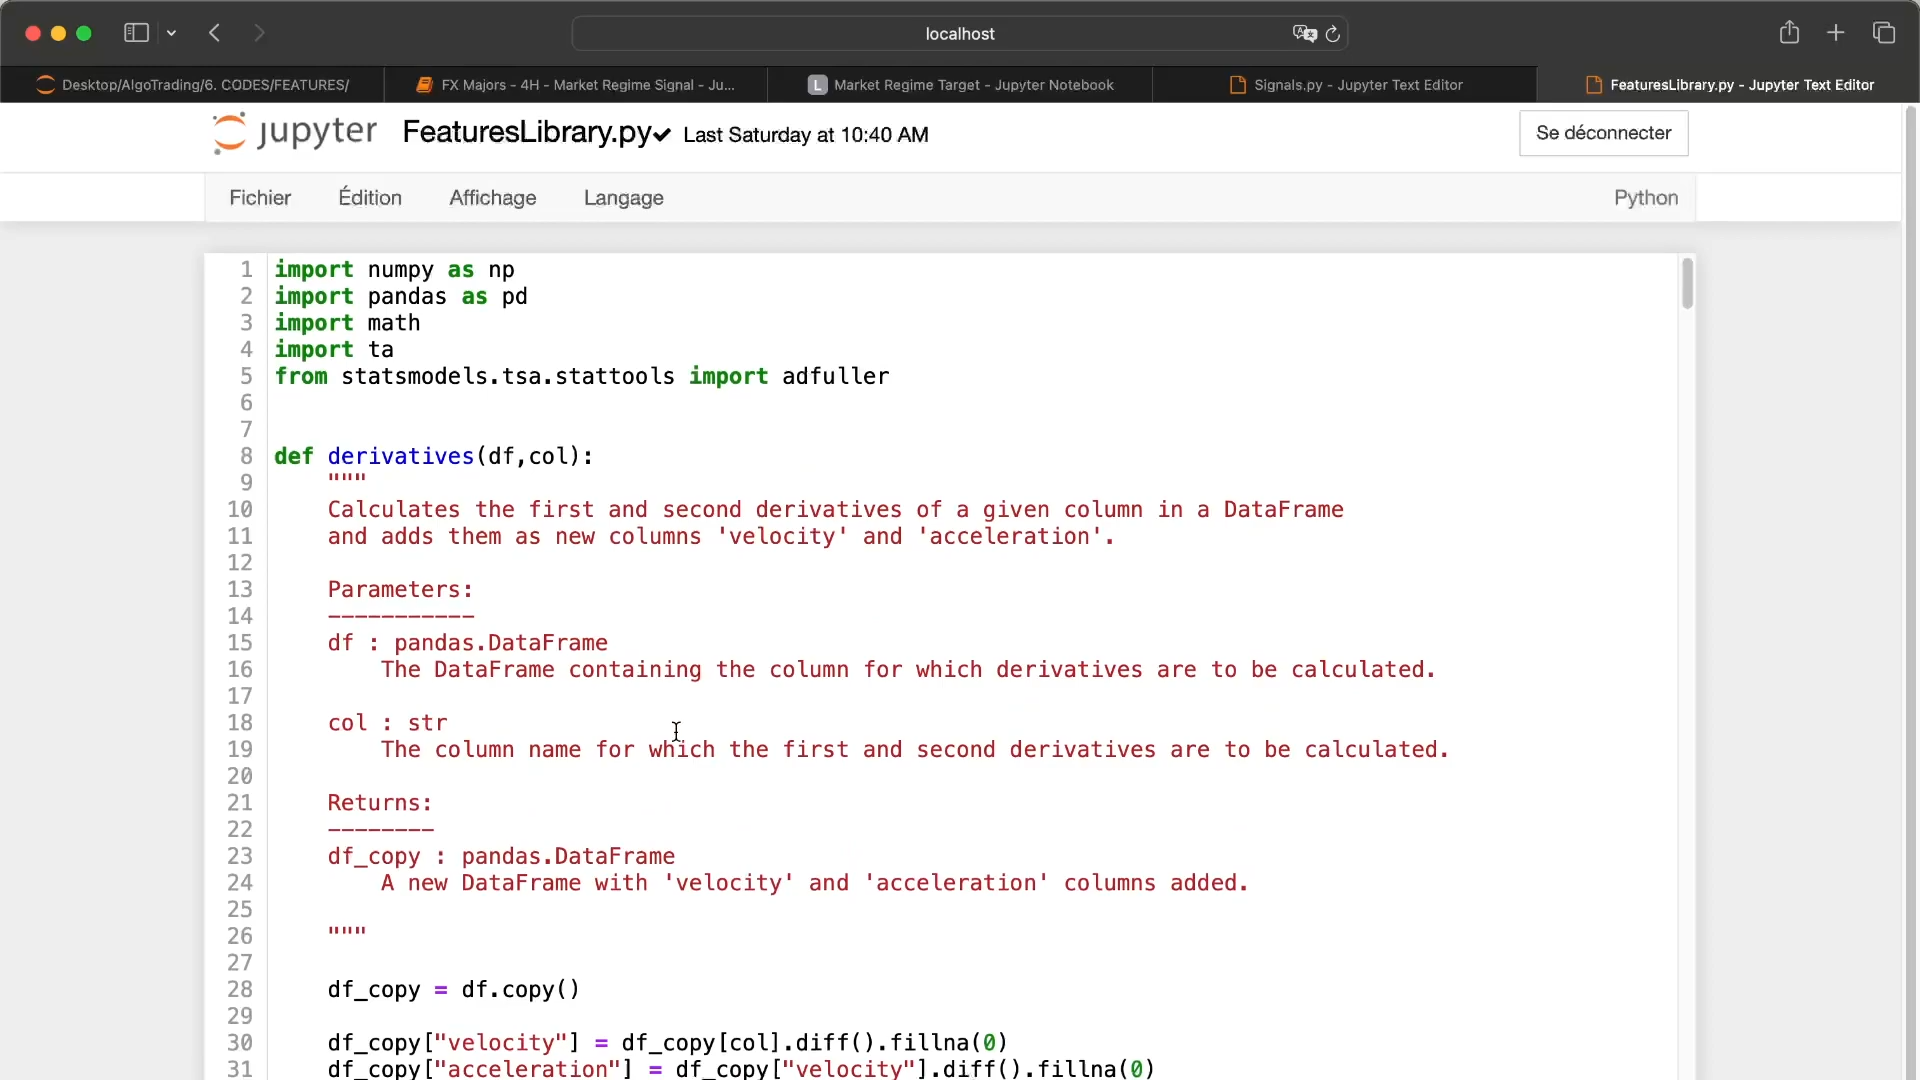 localhost
Desktop/AlgoTrading/6. CODES/FEATURES/
FX Majors - 4H - Market Regime Signal - Ju...
L Market Regime Target - Jupyter Notebook
Signals.py - Jupyter Text Editor
FeaturesLibrary.py - Jupyter Text Editor
jupyter FeaturesLibrary.py✔ Last Saturday at 10:40 AM
Se déconnecter
Fichier Édition Affichage Langage Python
1 import numpy as np
2 import pandas as pd
3 import math
4 import ta
5 from statsmodels.tsa.stattools import adfuller
6
7
8 def derivatives(df,col):
9     """
10     Calculates the first and second derivatives of a given column in a DataFrame
11     and adds them as new columns 'velocity' and 'acceleration'.
12
13     Parameters:
14     -----------
15     df : pandas.DataFrame
16         The DataFrame containing the column for which derivatives are to be calculated.
17
18     col : str
19         The column name for which the first and second derivatives are to be calculated.
20
21     Returns:
22     --------
23     df_copy : pandas.DataFrame
24         A new DataFrame with 'velocity' and 'acceleration' columns added.
25
26     """
27
28     df_copy = df.copy()
29
30     df_copy["velocity"] = df_copy[col].diff().fillna(0)
31     df_copy["acceleration"] = df_copy["velocity"].diff().fillna(0)